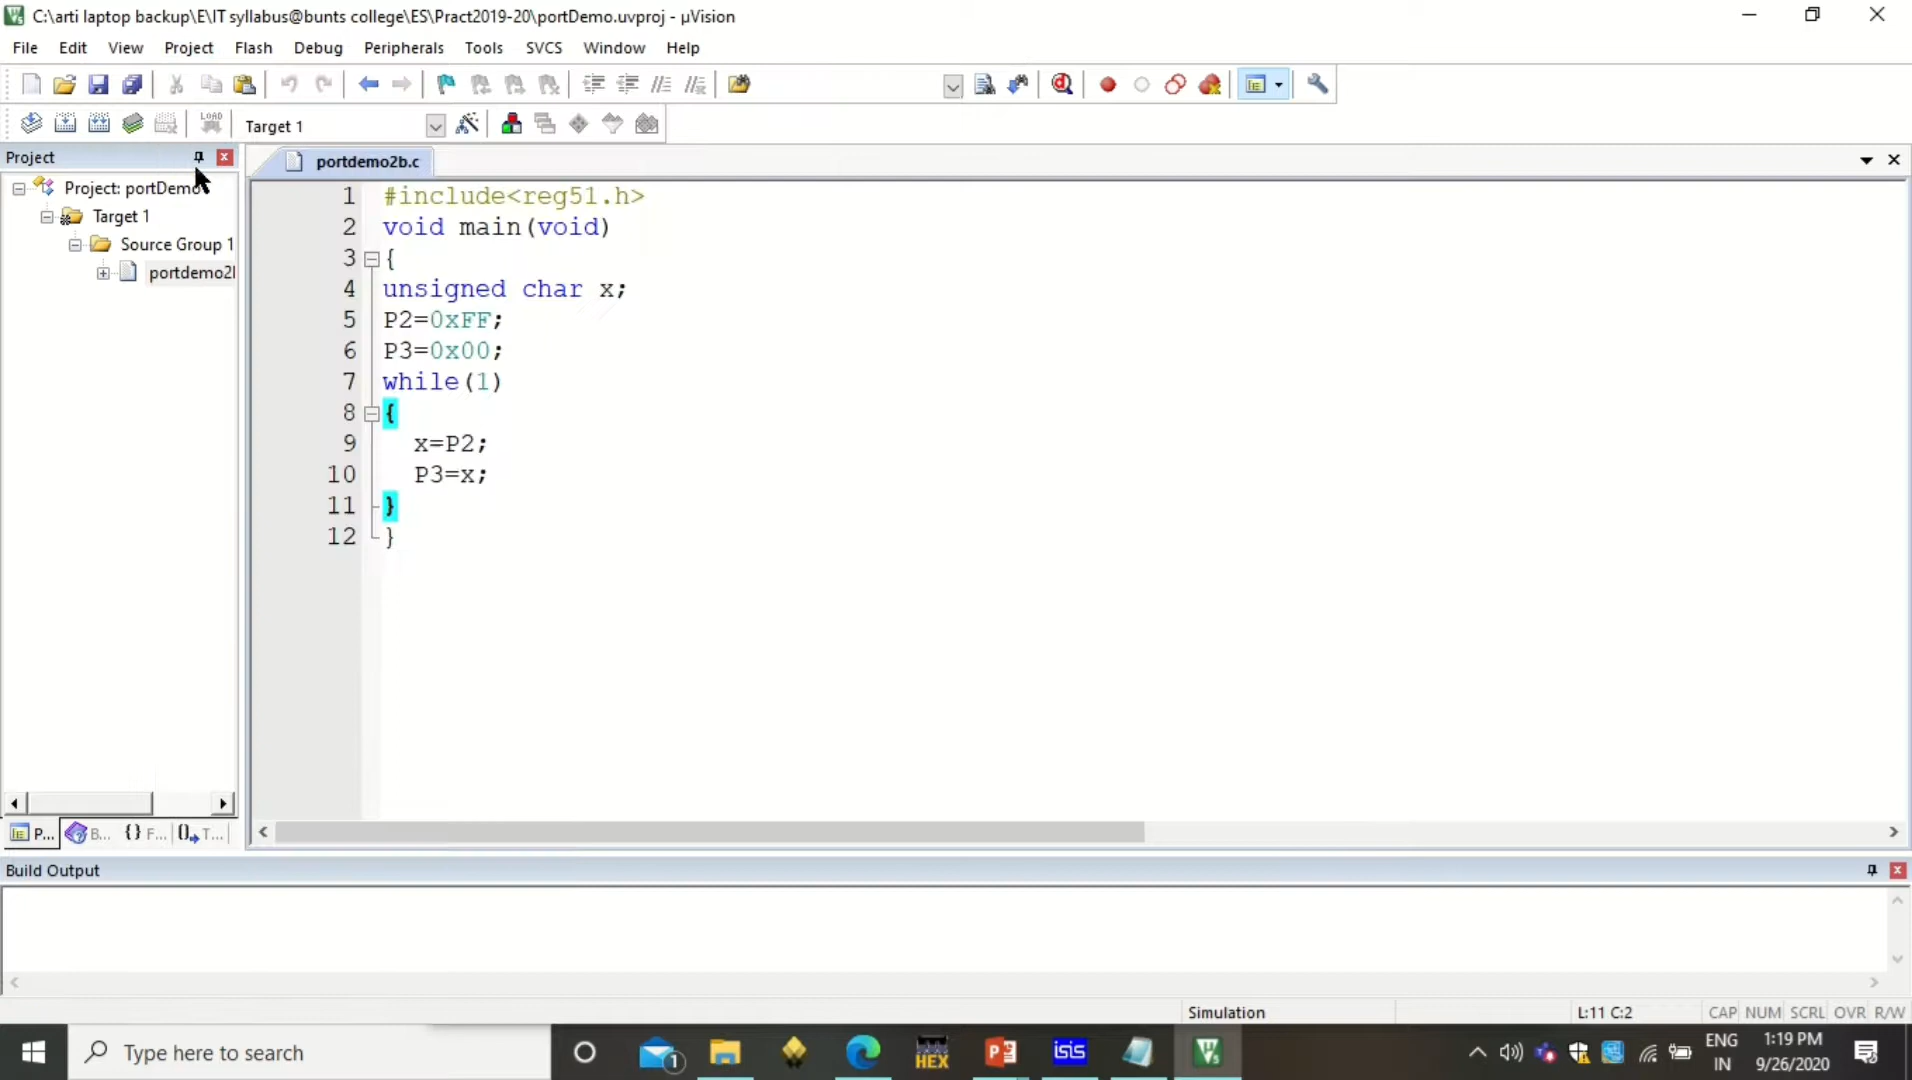 C:\arti laptop backup\E\IT syllabus@bunts college\ES\Pract2019-20\portDemo.uvproj - µVision
File Edit View Project Flash Debug Peripherals Tools SVCS Window Help
LOAD
Target 1
Project
portdemo2b.c
Project: portDemo
Target 1
Source Group 1
portdemo2
1 #include<reg51.h>
2 void main(void)
3 {
4 unsigned char x;
5 P2=0xFF;
6 P3=0x00;
7 while(1)
8 {
9 x=P2;
10 P3=x;
11 }
12 }
P... B... {} F... {} T...
Build Output
Simulation L:11 C:2 CAP NUM SCRL OVR R/W
Type here to search
1
HEX
isis
ENG
IN
1:19 PM
9/26/2020